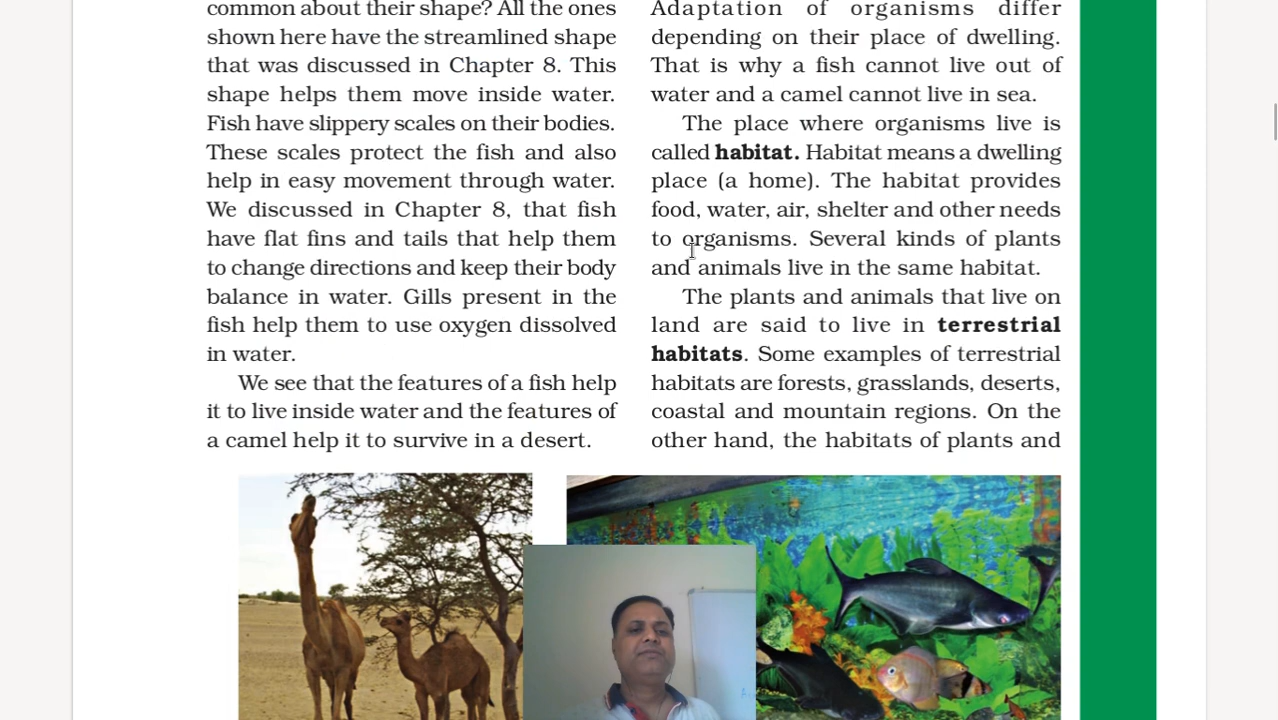 common about their shape? All the ones
shown here have the streamlined shape
that was discussed in Chapter 8. This
shape helps them move inside water.
Fish have slippery scales on their bodies.
These scales protect the fish and also
help in easy movement through water.
We discussed in Chapter 8, that fish
have flat fins and tails that help them
to change directions and keep their body
balance in water. Gills present in the
fish help them to use oxygen dissolved
in water.
We see that the features of a fish help
it to live inside water and the features of
a camel help it to survive in a desert.
Adaptation of organisms differ
depending on their place of dwelling.
That is why a fish cannot live out of
water and a camel cannot live in sea.
The place where organisms live is
called habitat. Habitat means a dwelling
place (a home). The habitat provides
food, water, air, shelter and other needs
to organisms. Several kinds of plants
and animals live in the same habitat.
The plants and animals that live on
land are said to live in terrestrial
habitats. Some examples of terrestrial
habitats are forests, grasslands, deserts,
coastal and mountain regions. On the
other hand, the habitats of plants and